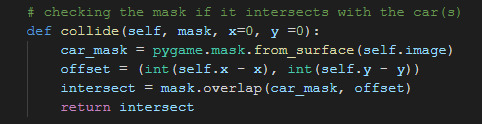 # checking the mask if it intersects with the car(s)
def collide(self, mask, x=0, y =0):
    car_mask = pygame.mask.from_surface(self.image)
    offset = (int(self.x - x), int(self.y - y))
    intersect = mask.overlap(car_mask, offset)
    return intersect